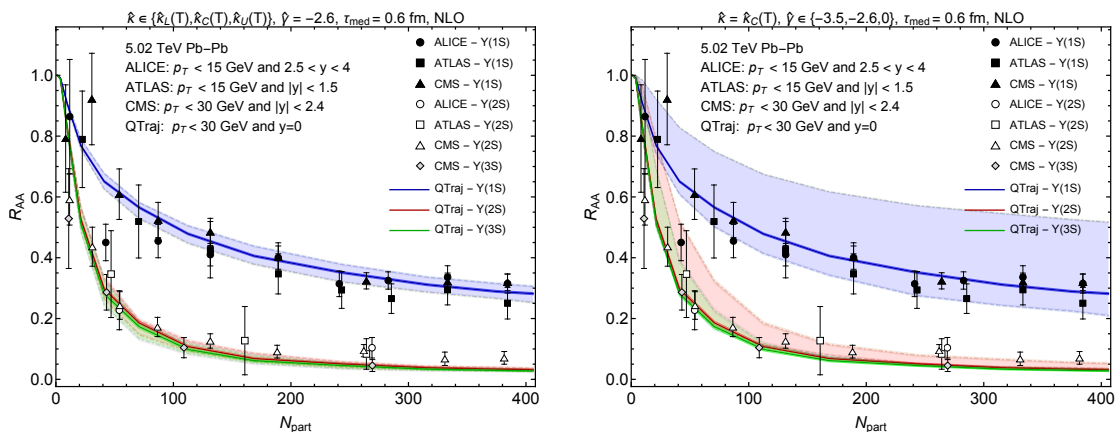 κ̂ ∈ {κ̂_L(T), κ̂_C(T), κ̂_U(T)}, γ̂ = −2.6, τ_med = 0.6 fm, NLO
5.02 TeV Pb–Pb
ALICE: p_T < 15 GeV and 2.5 < y < 4
ATLAS: p_T < 15 GeV and |y| < 1.5
CMS: p_T < 30 GeV and |y| < 2.4
QTraj: p_T < 30 GeV and y=0
ALICE – Υ(1S)
ATLAS – Υ(1S)
CMS – Υ(1S)
ALICE – Υ(2S)
ATLAS – Υ(2S)
CMS – Υ(2S)
CMS – Υ(3S)
QTraj – Υ(1S)
QTraj – Υ(2S)
QTraj – Υ(3S)
1.0
0.8
0.6
0.4
0.2
0.0
R_AA
0
100
200
300
400
N_part
κ̂ = κ̂_C(T), γ̂ ∈ {−3.5, −2.6, 0}, τ_med = 0.6 fm, NLO
5.02 TeV Pb–Pb
ALICE: p_T < 15 GeV and 2.5 < y < 4
ATLAS: p_T < 15 GeV and |y| < 1.5
CMS: p_T < 30 GeV and |y| < 2.4
QTraj: p_T < 30 GeV and y=0
ALICE – Υ(1S)
ATLAS – Υ(1S)
CMS – Υ(1S)
ALICE – Υ(2S)
ATLAS – Υ(2S)
CMS – Υ(2S)
CMS – Υ(3S)
QTraj – Υ(1S)
QTraj – Υ(2S)
QTraj – Υ(3S)
1.0
0.8
0.6
0.4
0.2
0.0
R_AA
0
100
200
300
400
N_part